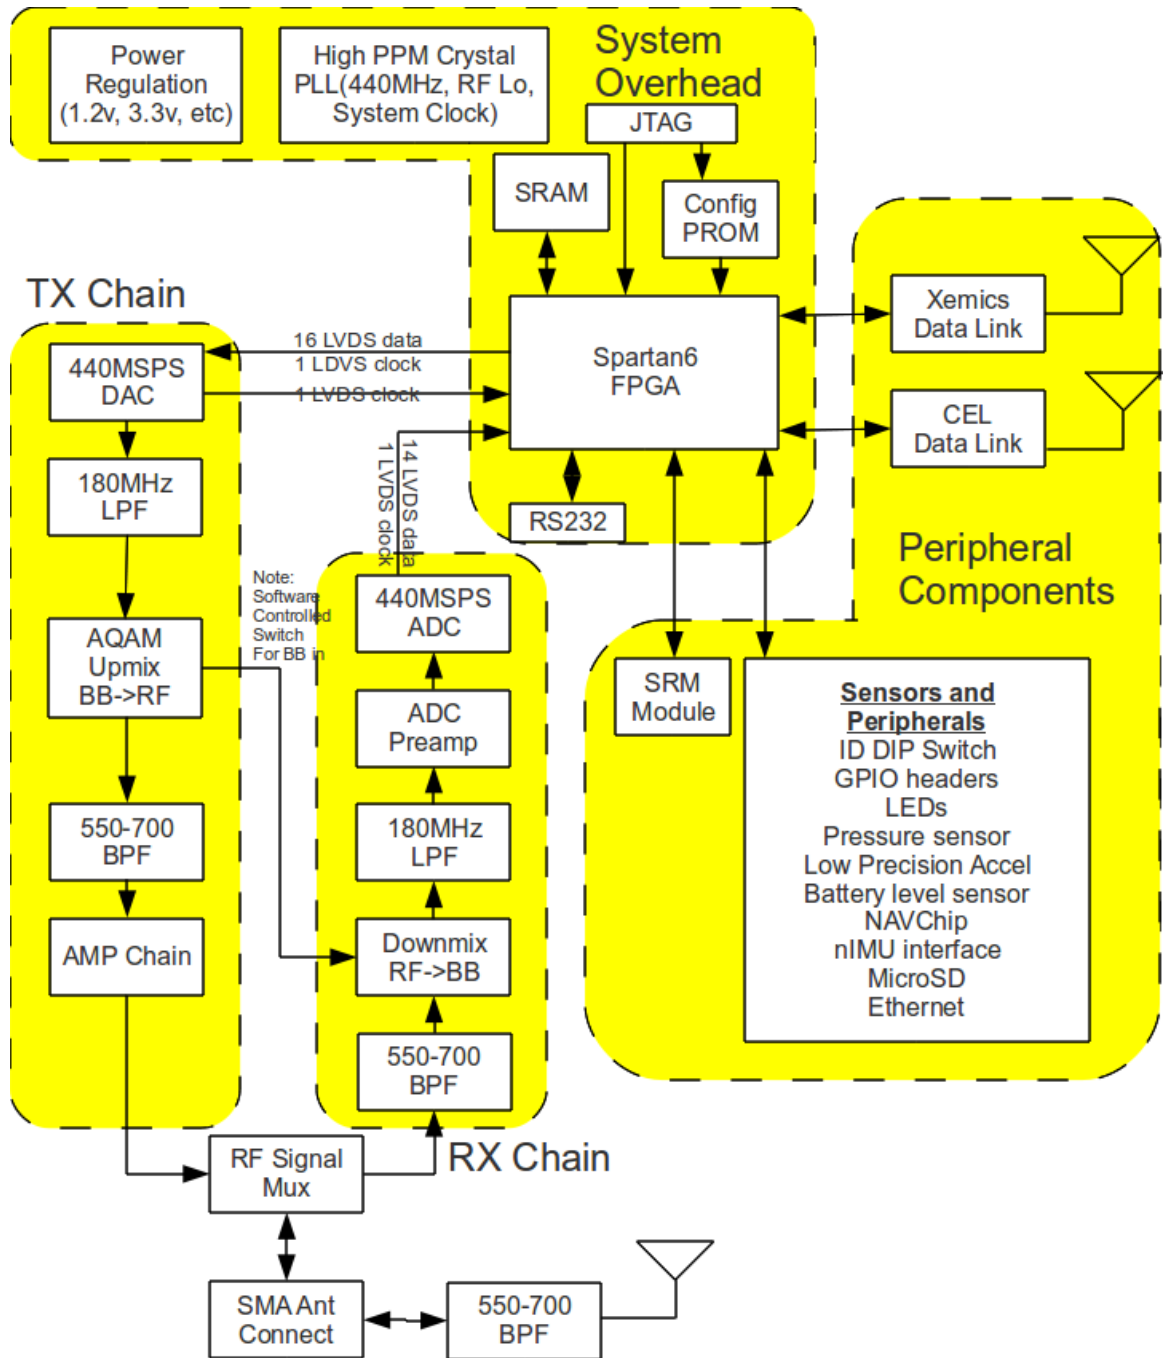 Power
Regulation
(1.2v, 3.3v, etc)
High PPM Crystal
PLL(440MHz, RF Lo,
System Clock)
System
Overhead
JTAG
SRAM
Config
PROM
Spartan6
FPGA
RS232
TX Chain
440MSPS
DAC
16 LVDS data
1 LDVS clock
1 LVDS clock
14 LVDS data
1 LVDS clock
180MHz
LPF
AQAM
Upmix
BB->RF
Note:
Software
Controlled
Switch
For BB in
550-700
BPF
AMP Chain
440MSPS
ADC
ADC
Preamp
180MHz
LPF
Downmix
RF->BB
550-700
BPF
RX Chain
RF Signal
Mux
SMA Ant
Connect
550-700
BPF
Xemics
Data Link
CEL
Data Link
Peripheral
Components
SRM
Module
Sensors and
Peripherals
ID DIP Switch
GPIO headers
LEDs
Pressure sensor
Low Precision Accel
Battery level sensor
NAVChip
nIMU interface
MicroSD
Ethernet